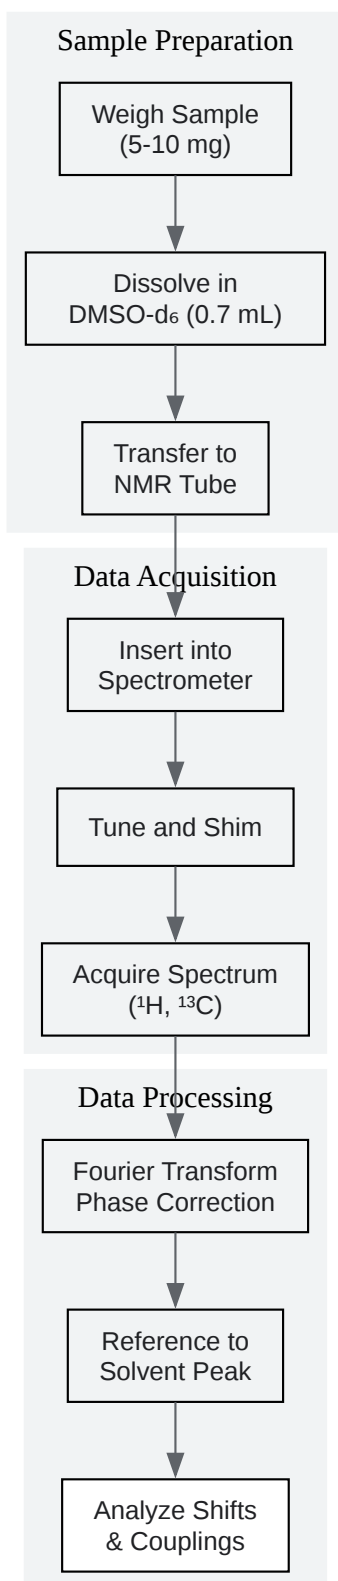 Sample Preparation
Weigh Sample
(5-10 mg)
Dissolve in
DMSO-d₆ (0.7 mL)
Transfer to
NMR Tube
Data Acquisition
Insert into
Spectrometer
Tune and Shim
Acquire Spectrum
(¹H, ¹³C)
Data Processing
Fourier Transform
Phase Correction
Reference to
Solvent Peak
Analyze Shifts
& Couplings